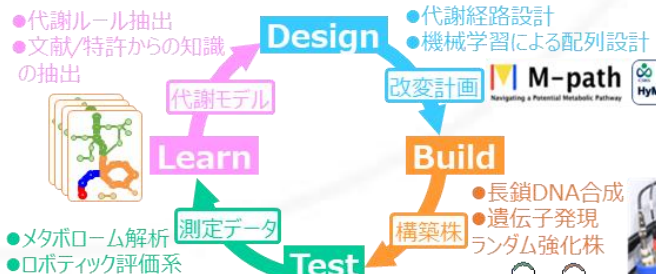 ●代謝ルール抽出
●文献/特許からの知識
の抽出
Design
●代謝経路設計
●機械学習による配列設計
代謝モデル
改変計画
M-path
Navigating a Potential Metabolic Pathway
HyM
Learn
Build
●長鎖DNA合成
●遺伝子発現
ランダム強化株
●メタボローム解析
●ロボティック評価系
測定データ
構築株
Test